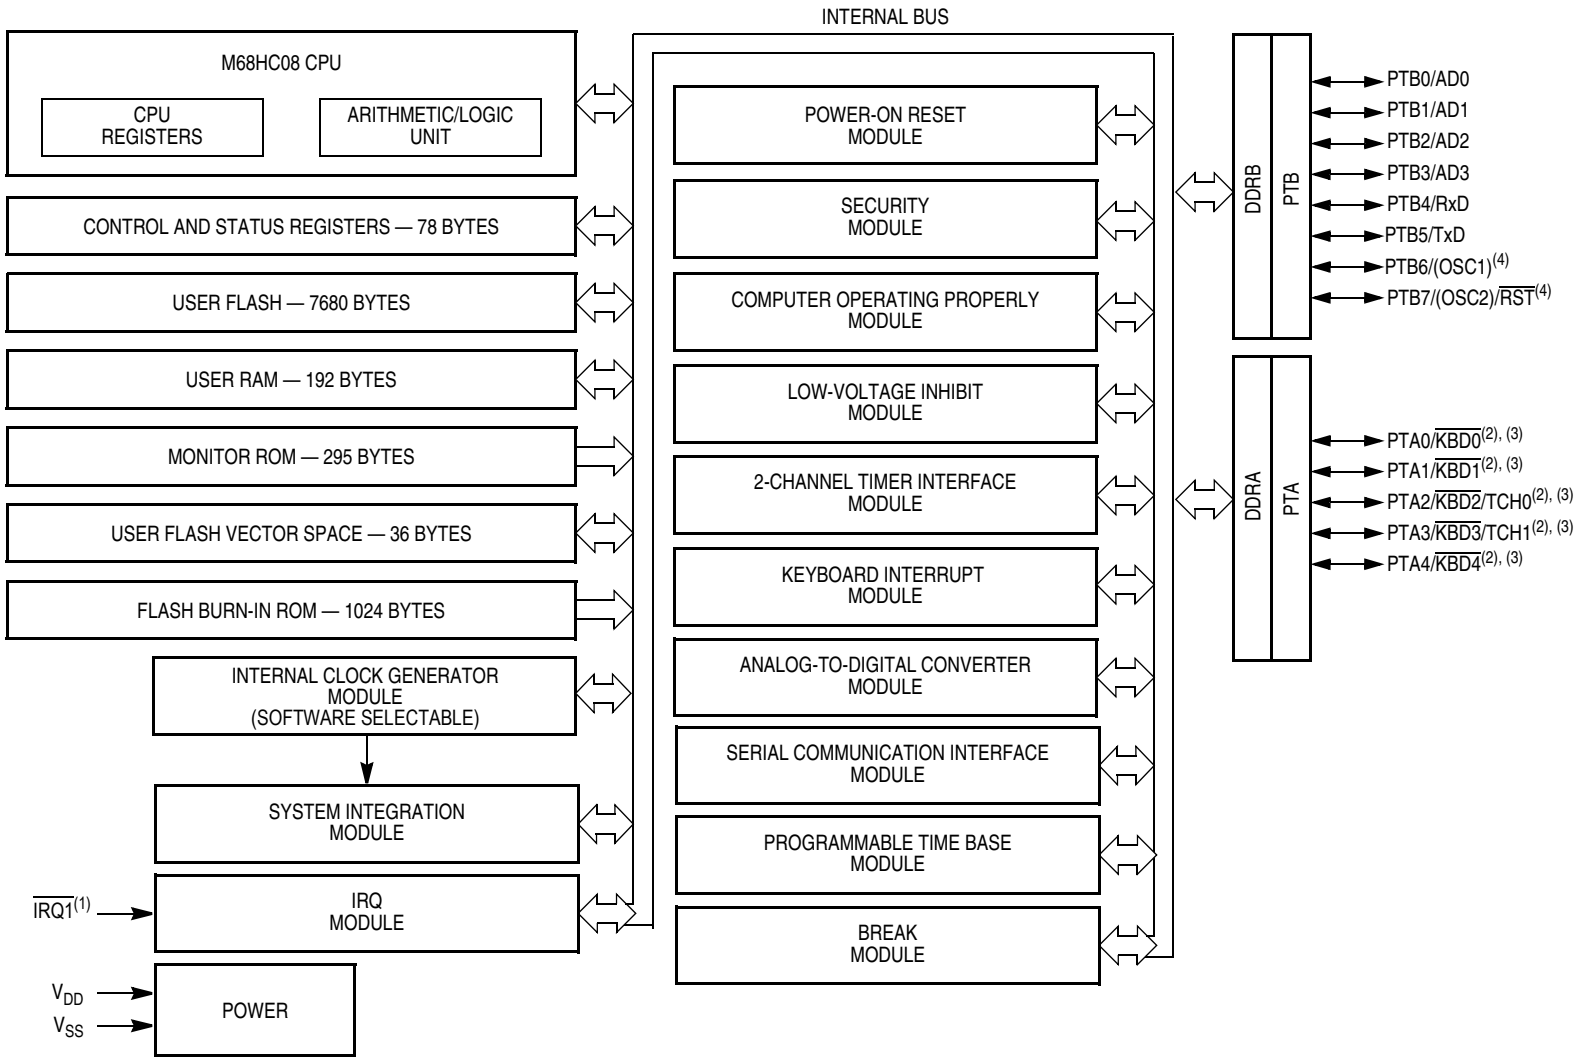 INTERNAL BUS
M68HC08 CPU
CPU
REGISTERS
ARITHMETIC/LOGIC
UNIT
CONTROL AND STATUS REGISTERS — 78 BYTES
USER FLASH — 7680 BYTES
USER RAM — 192 BYTES
MONITOR ROM — 295 BYTES
USER FLASH VECTOR SPACE — 36 BYTES
FLASH BURN-IN ROM — 1024 BYTES
INTERNAL CLOCK GENERATOR
MODULE
(SOFTWARE SELECTABLE)
SYSTEM INTEGRATION
MODULE
IRQ1(1)
IRQ
MODULE
VDD
VSS
POWER
POWER-ON RESET
MODULE
SECURITY
MODULE
COMPUTER OPERATING PROPERLY
MODULE
LOW-VOLTAGE INHIBIT
MODULE
2-CHANNEL TIMER INTERFACE
MODULE
KEYBOARD INTERRUPT
MODULE
ANALOG-TO-DIGITAL CONVERTER
MODULE
SERIAL COMMUNICATION INTERFACE
MODULE
PROGRAMMABLE TIME BASE
MODULE
BREAK
MODULE
DDRB
PTB
PTB0/AD0
PTB1/AD1
PTB2/AD2
PTB3/AD3
PTB4/RxD
PTB5/TxD
PTB6/(OSC1)(4)
PTB7/(OSC2)/RST(4)
DDRA
PTA
PTA0/KBD0(2), (3)
PTA1/KBD1(2), (3)
PTA2/KBD2/TCH0(2), (3)
PTA3/KBD3/TCH1(2), (3)
PTA4/KBD4(2), (3)